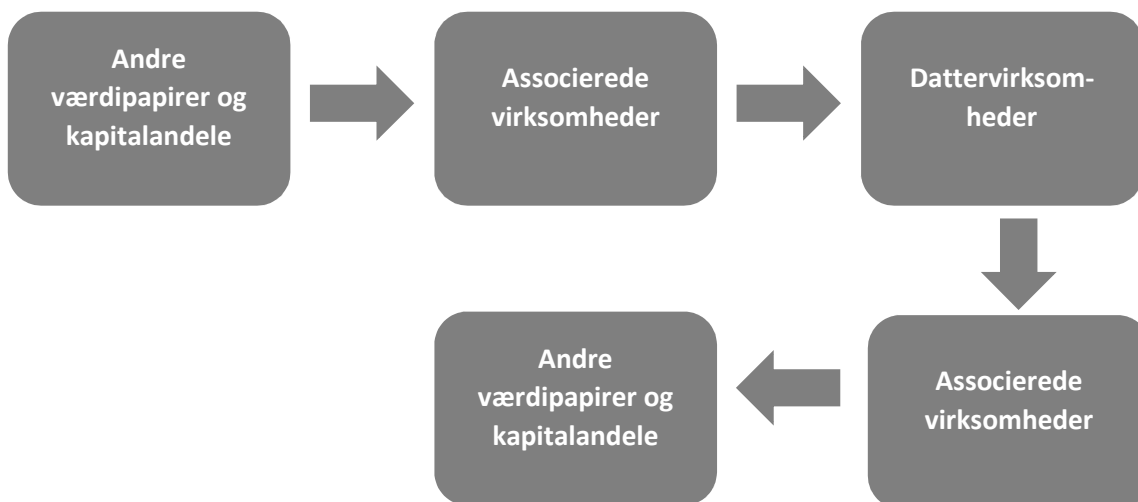 Andre
værdipapirer og
kapitalandele
Associerede
virksomheder
Dattervirksom-
heder
Associerede
virksomheder
Andre
værdipapirer og
kapitalandele